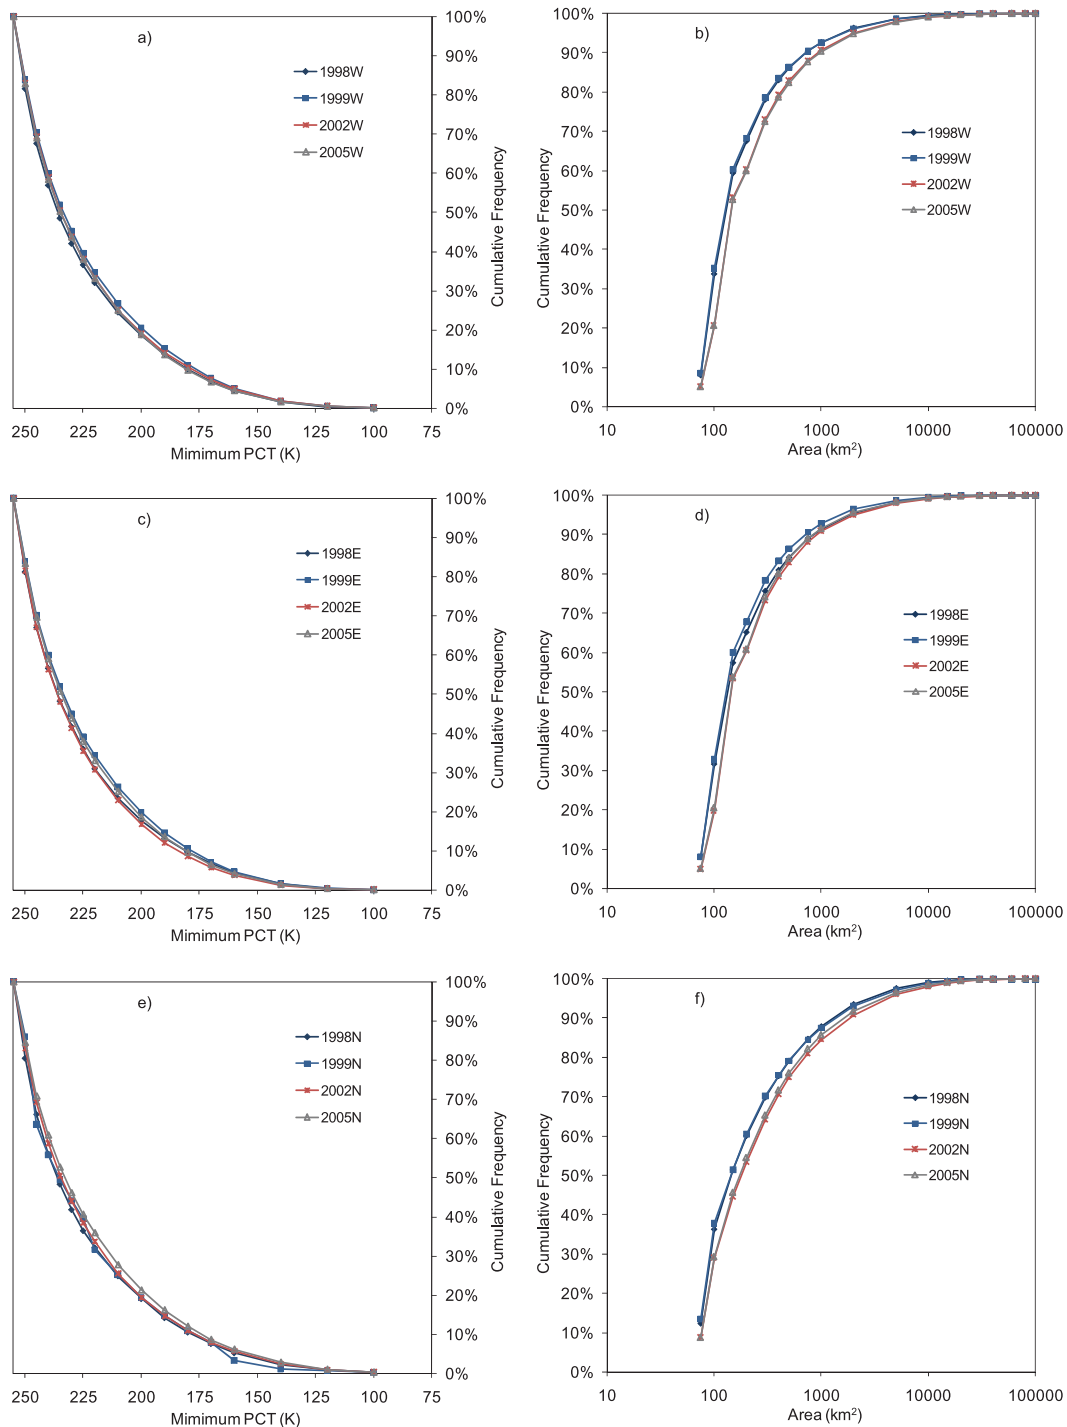 a)
1998W
1999W
2002W
2005W
100%
90%
80%
70%
60%
50%
40%
30%
20%
10%
0%
Cumulative Frequency
250 225 200 175 150 125 100 75
Mimimum PCT (K)
b)
1998W
1999W
2002W
2005W
100%
90%
80%
70%
60%
50%
40%
30%
20%
10%
0%
Cumulative Frequency
10 100 1000 10000 100000
Area (km²)
c)
1998E
1999E
2002E
2005E
100%
90%
80%
70%
60%
50%
40%
30%
20%
10%
0%
Cumulative Frequency
250 225 200 175 150 125 100 75
Mimimum PCT (K)
d)
1998E
1999E
2002E
2005E
100%
90%
80%
70%
60%
50%
40%
30%
20%
10%
0%
Cumulative Frequency
10 100 1000 10000 100000
Area (km²)
e)
1998N
1999N
2002N
2005N
100%
90%
80%
70%
60%
50%
40%
30%
20%
10%
0%
Cumulative Frequency
250 225 200 175 150 125 100 75
Mimimum PCT (K)
f)
1998N
1999N
2002N
2005N
100%
90%
80%
70%
60%
50%
40%
30%
20%
10%
0%
Cumulative Frequency
10 100 1000 10000 100000
Area (km²)